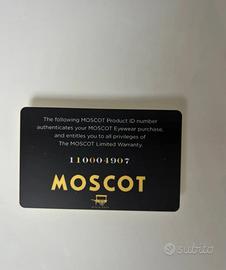 The following MOSCOT Product ID number
authenticates your MOSCOT Eyewear purchase,
and entitles you to all privileges of
The MOSCOT Limited Warranty.
110004907
MOSCOT
subito